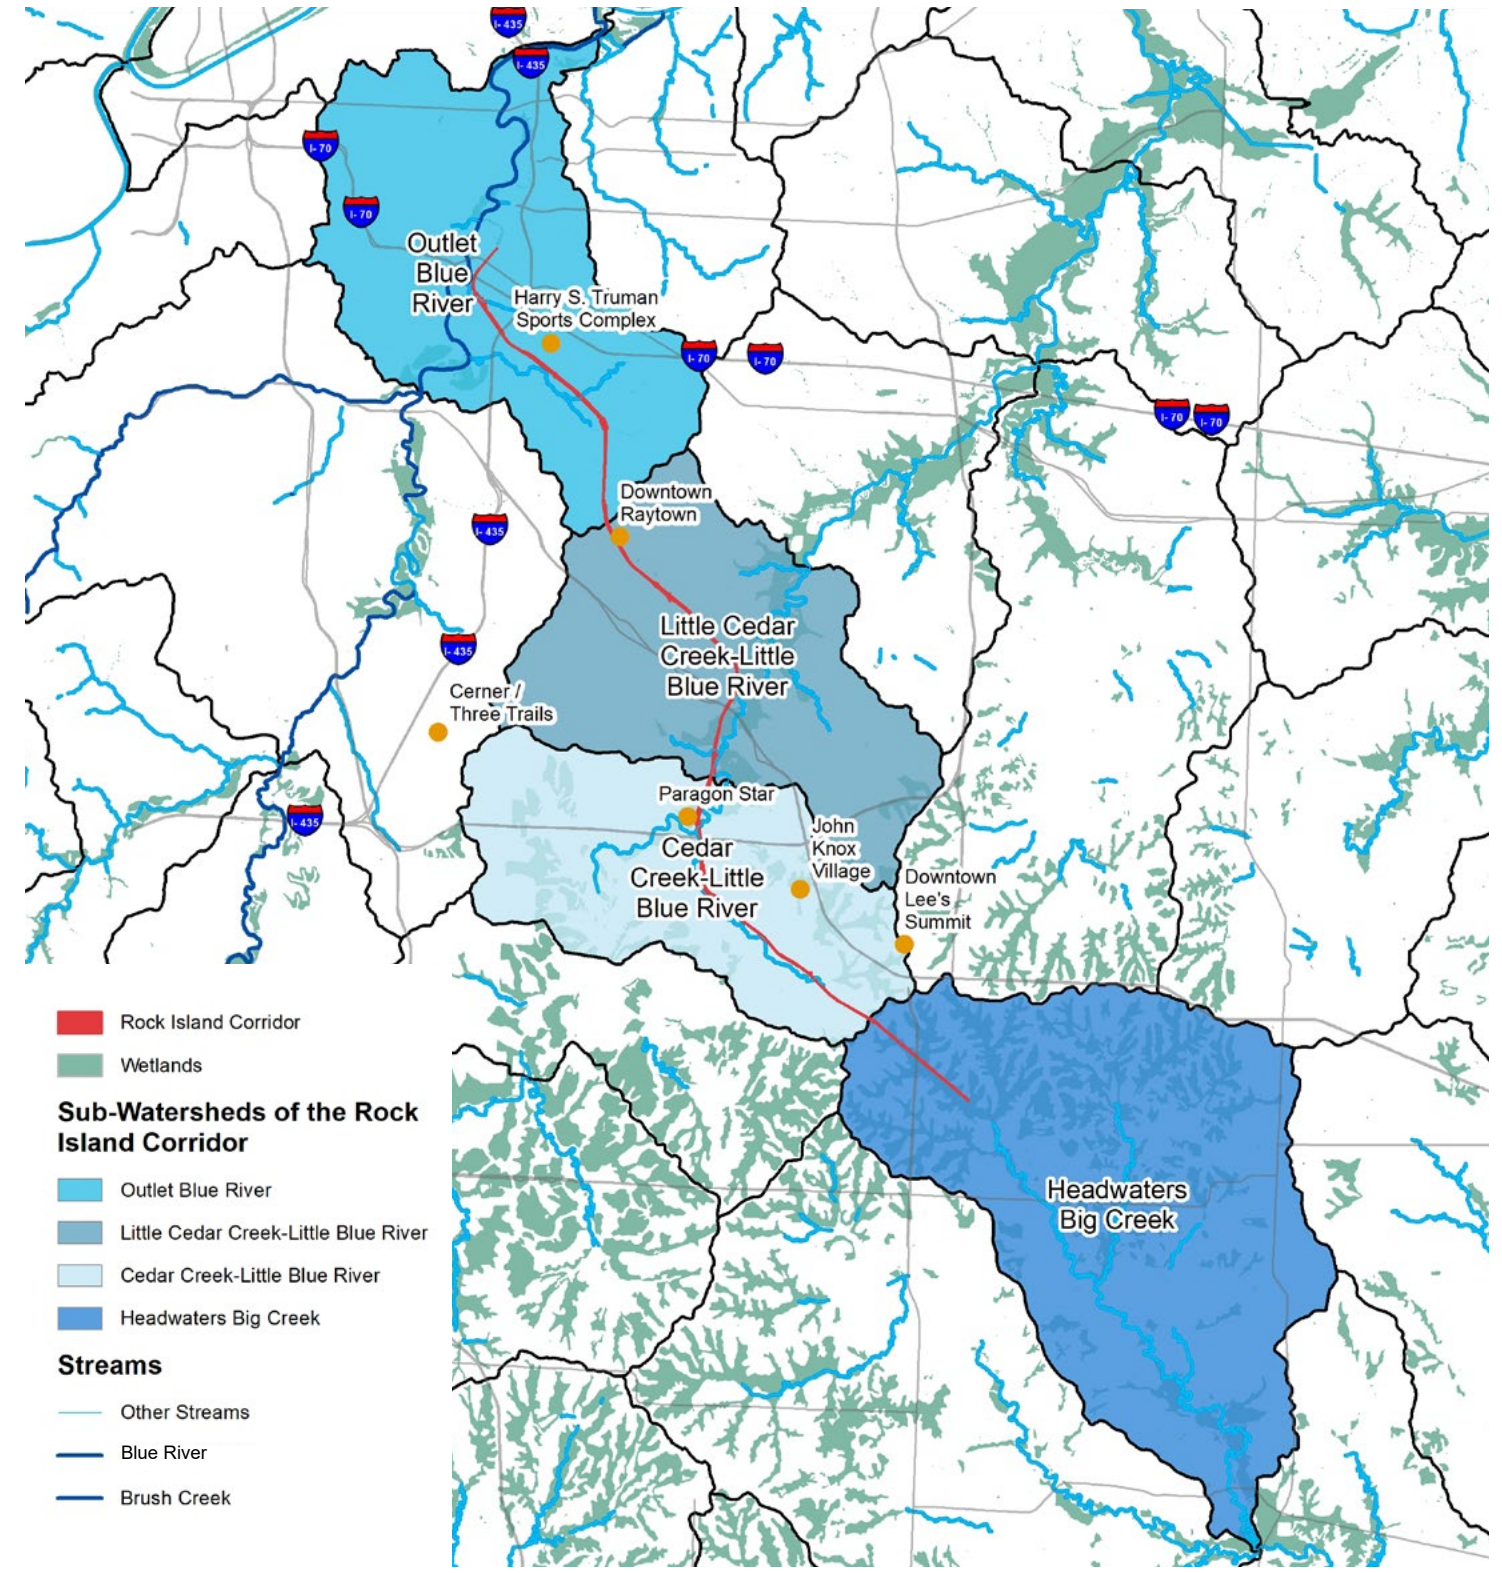 I-435
I-435
I-70
I-70
Outlet
Blue
River
Harry S. Truman
Sports Complex
I-70
I-70
I-70
I-70
Downtown
Raytown
I-435
Little Cedar
Creek-Little
Blue River
I-435
Cerner /
Three Trails
Paragon Star
I-435
John
Knox
Village
Cedar
Creek-Little
Blue River
Downtown
Lee's
Summit
Headwaters
Big Creek
Rock Island Corridor
Wetlands
Sub-Watersheds of the Rock
Island Corridor
Outlet Blue River
Little Cedar Creek-Little Blue River
Cedar Creek-Little Blue River
Headwaters Big Creek
Streams
Other Streams
Blue River
Brush Creek